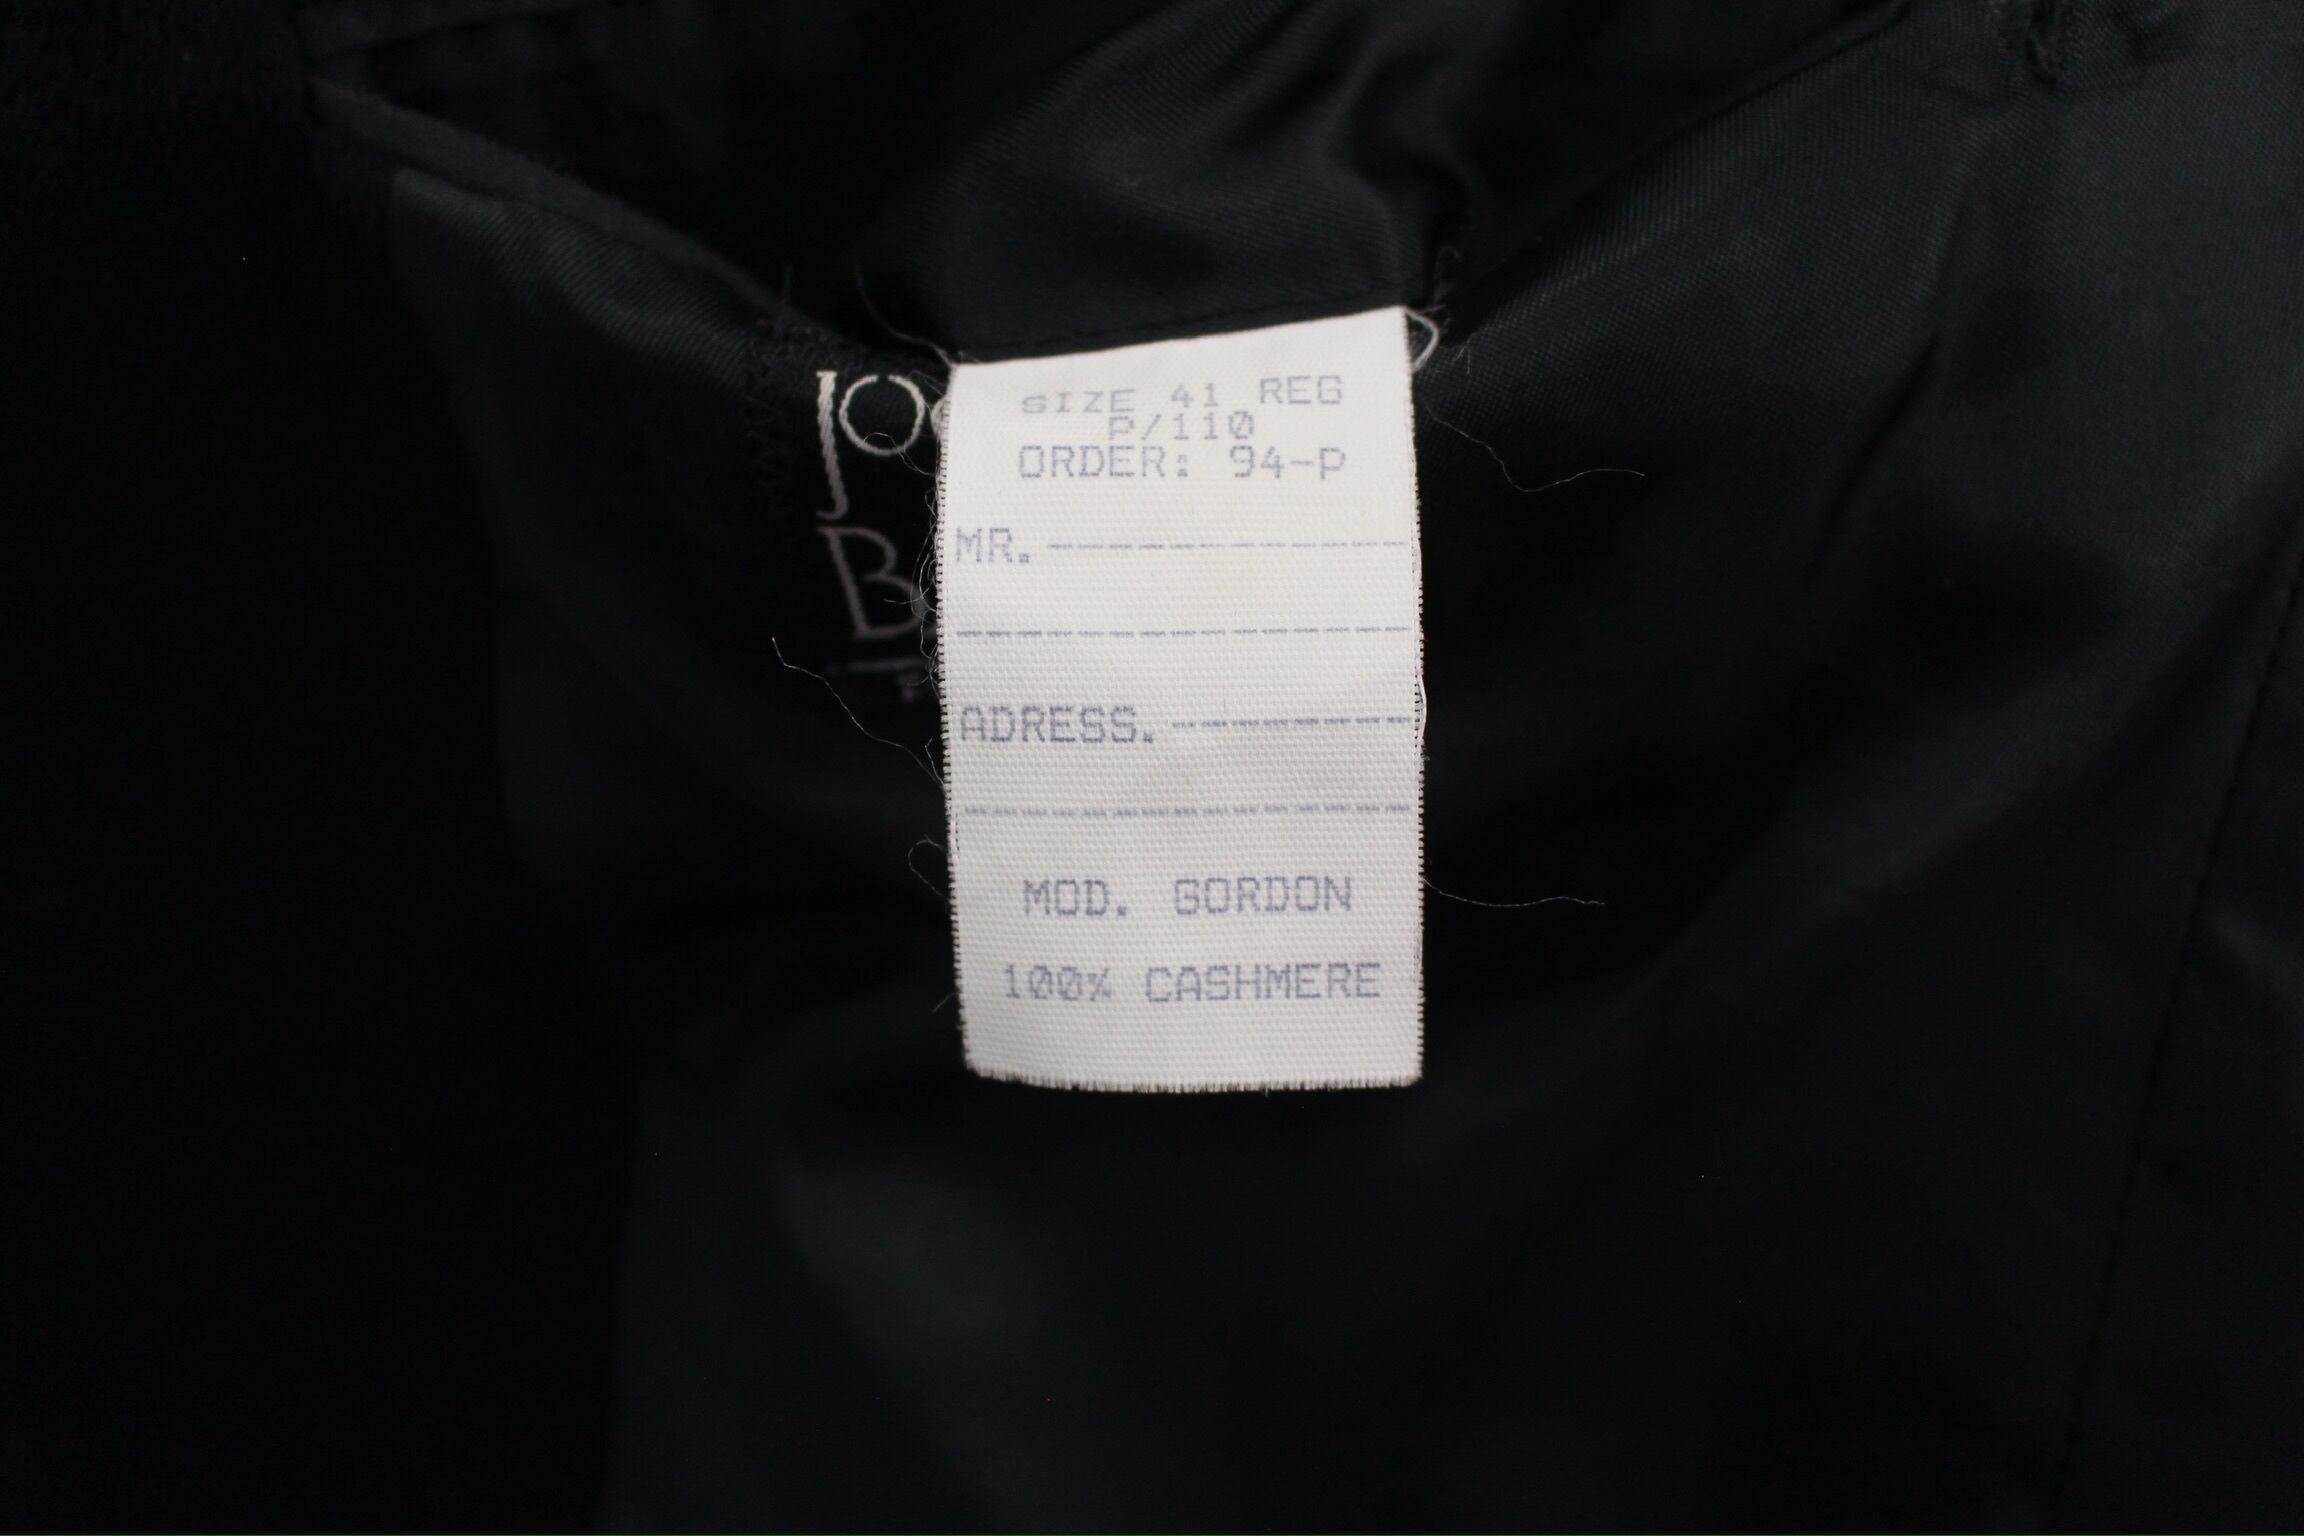 SIZE 41 REG
P/110
ORDER: 94-P
MR.
ADRESS.
MOD. GORDON
100% CASHMERE